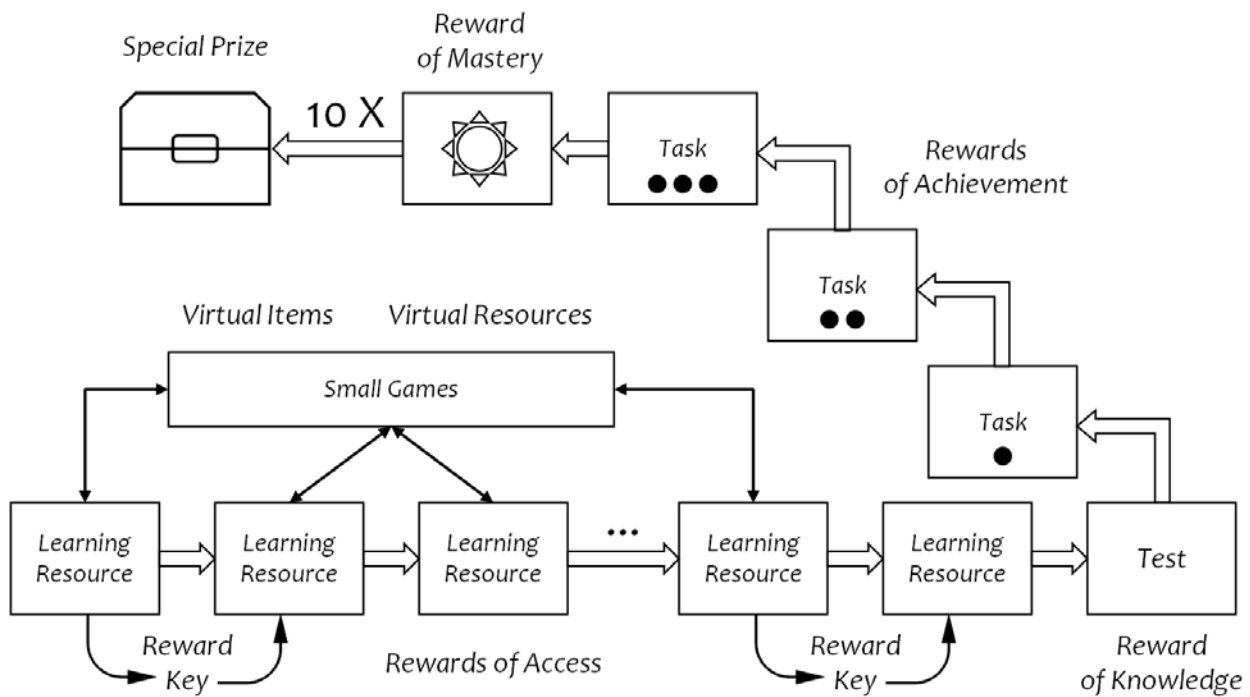 Special Prize
Reward
of Mastery
10 X
Task
Rewards
of Achievement
Task
Virtual Items
Virtual Resources
Small Games
Task
Learning
Resource
Learning
Resource
Learning
Resource
...
Learning
Resource
Learning
Resource
Test
Reward
Key
Rewards of Access
Reward
Key
Reward
of Knowledge